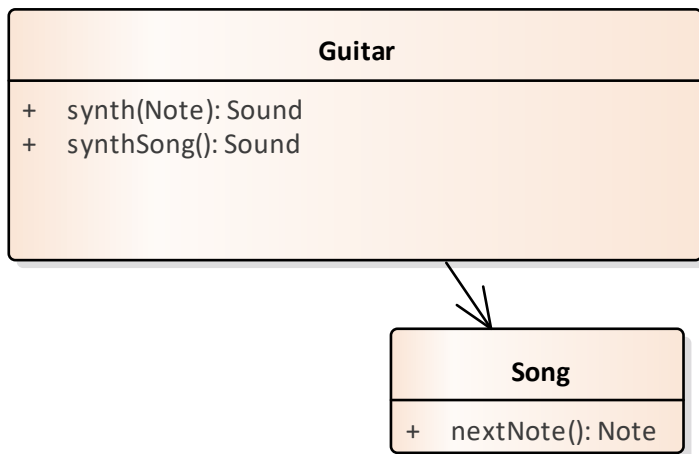 Guitar
+ synth(Note): Sound
+ synthSong(): Sound
Song
+ nextNote(): Note